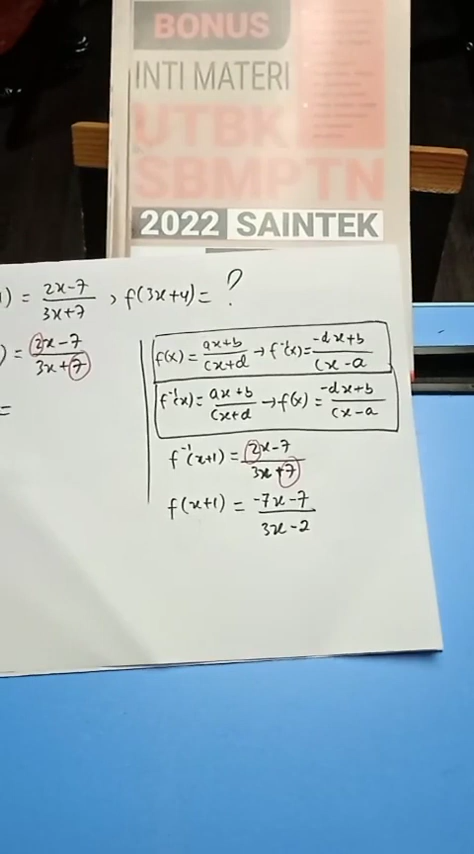 BONUS
INTI MATERI
UTBK
SBMPTN
2022 SAINTEK
) = 2x-7 / 3x+7 , f(3x+4) = ?
) = 2x-7 / 3x+7
=
f(x) = ax+b / cx+d → f⁻¹(x) = -dx+b / cx-a
f⁻¹(x) = ax+b / cx+d → f(x) = -dx+b / cx-a
f⁻¹(x+1) = 2x-7 / 3x+7
f(x+1) = -7x-7 / 3x-2